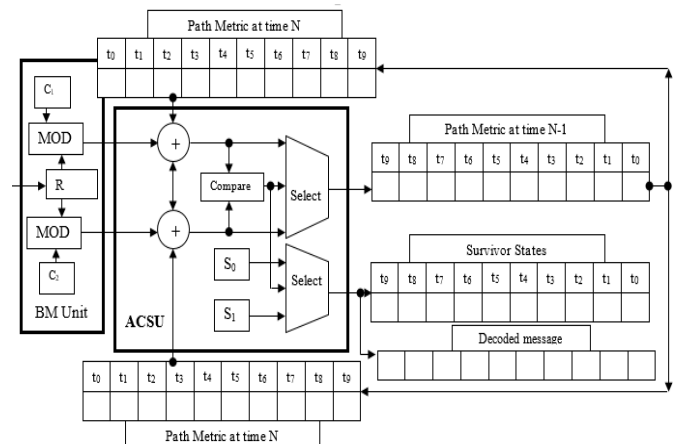 Path Metric at time N
t0 t1 t2 t3 t4 t5 t6 t7 t8 t9
C1
MOD
R
MOD
C2
BM Unit
+
Compare
Select
+
S0
S1
Select
ACSU
Path Metric at time N-1
t9 t8 t7 t6 t5 t4 t3 t2 t1 t0
Survivor States
t9 t8 t7 t6 t5 t4 t3 t2 t1 t0
Decoded message
t0 t1 t2 t3 t4 t5 t6 t7 t8 t9
Path Metric at time N